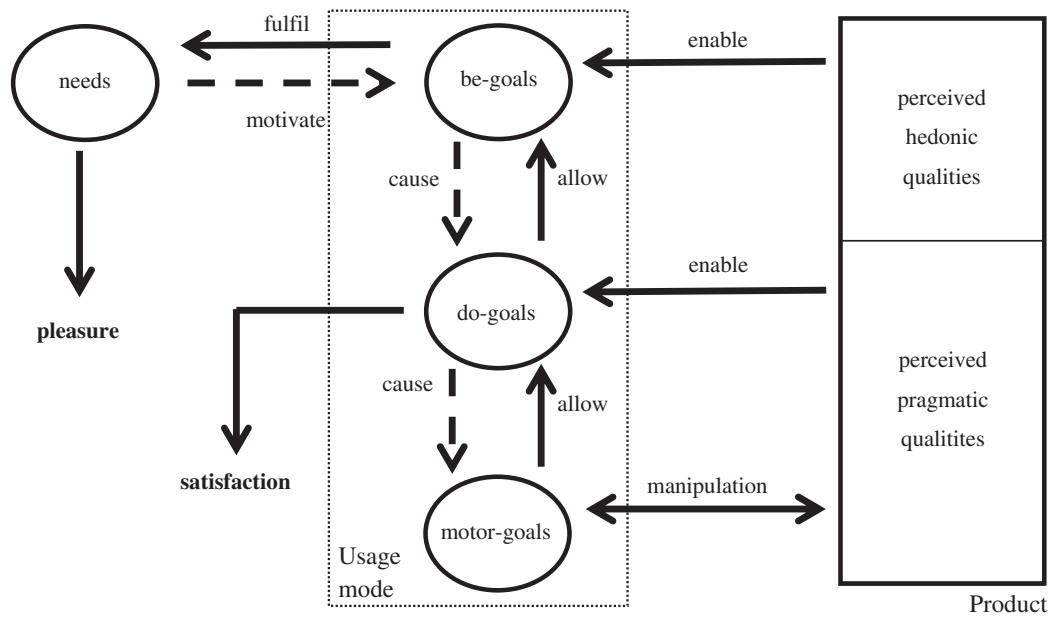 fulfil
enable
needs
be-goals
perceived
hedonic
qualities
motivate
cause
allow
enable
do-goals
pleasure
perceived
pragmatic
qualitites
cause
allow
satisfaction
manipulation
motor-goals
Usage
mode
Product